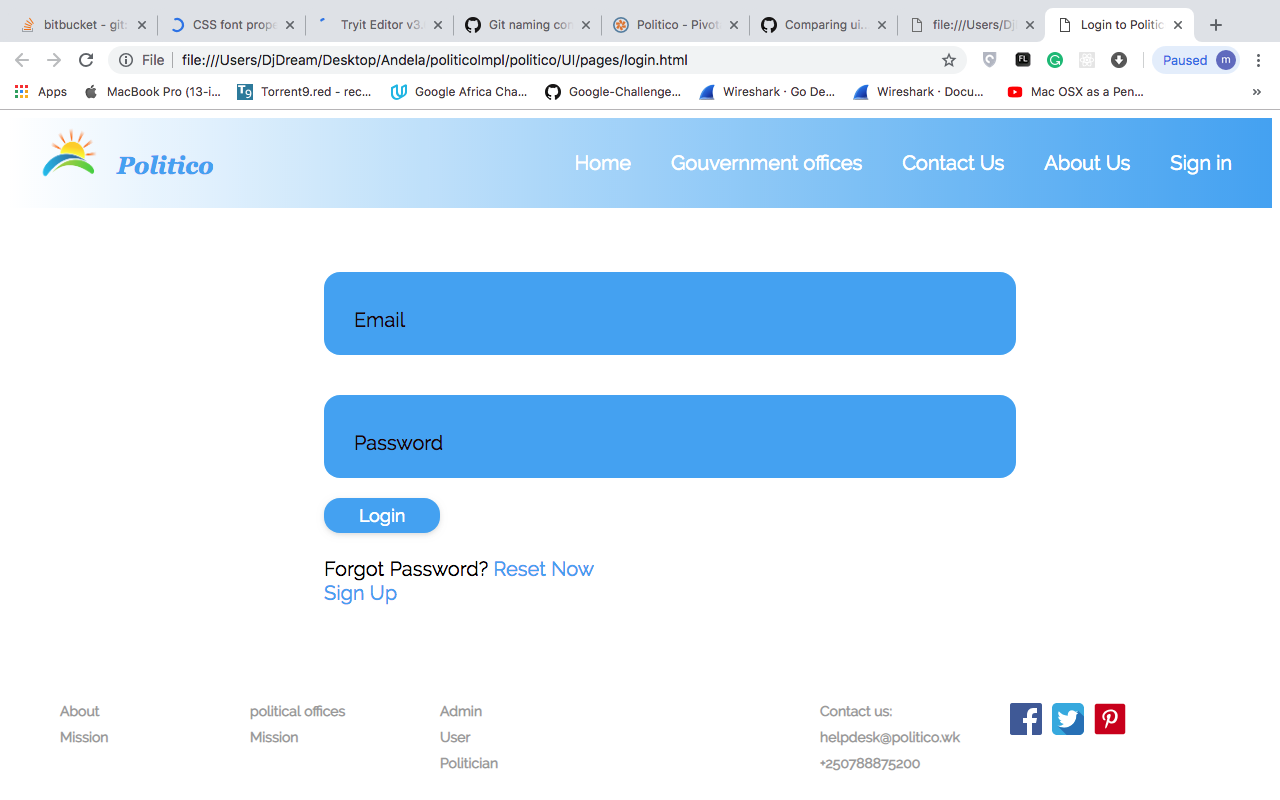 bitbucket - git:
CSS font prope
Tryit Editor v3.
Git naming con
Politico - Pivot
Comparing ui...
file:///Users/Dj
Login to Politic
File
file:///Users/DjDream/Desktop/Andela/politicoImpl/politico/UI/pages/login.html
FL
Paused
m
Apps
MacBook Pro (13-i...
Tg
Torrent9.red - rec...
Google Africa Cha...
Google-Challenge...
Wireshark · Go De...
Wireshark · Docu...
Mac OSX as a Pen...
»
Politico
Home
Gouvernment offices
Contact Us
About Us
Sign in
Email
Password
Login
Forgot Password? Reset Now
Sign Up
About
Mission
political offices
Mission
Admin
User
Politician
Contact us:
helpdesk@politico.wk
+250788875200